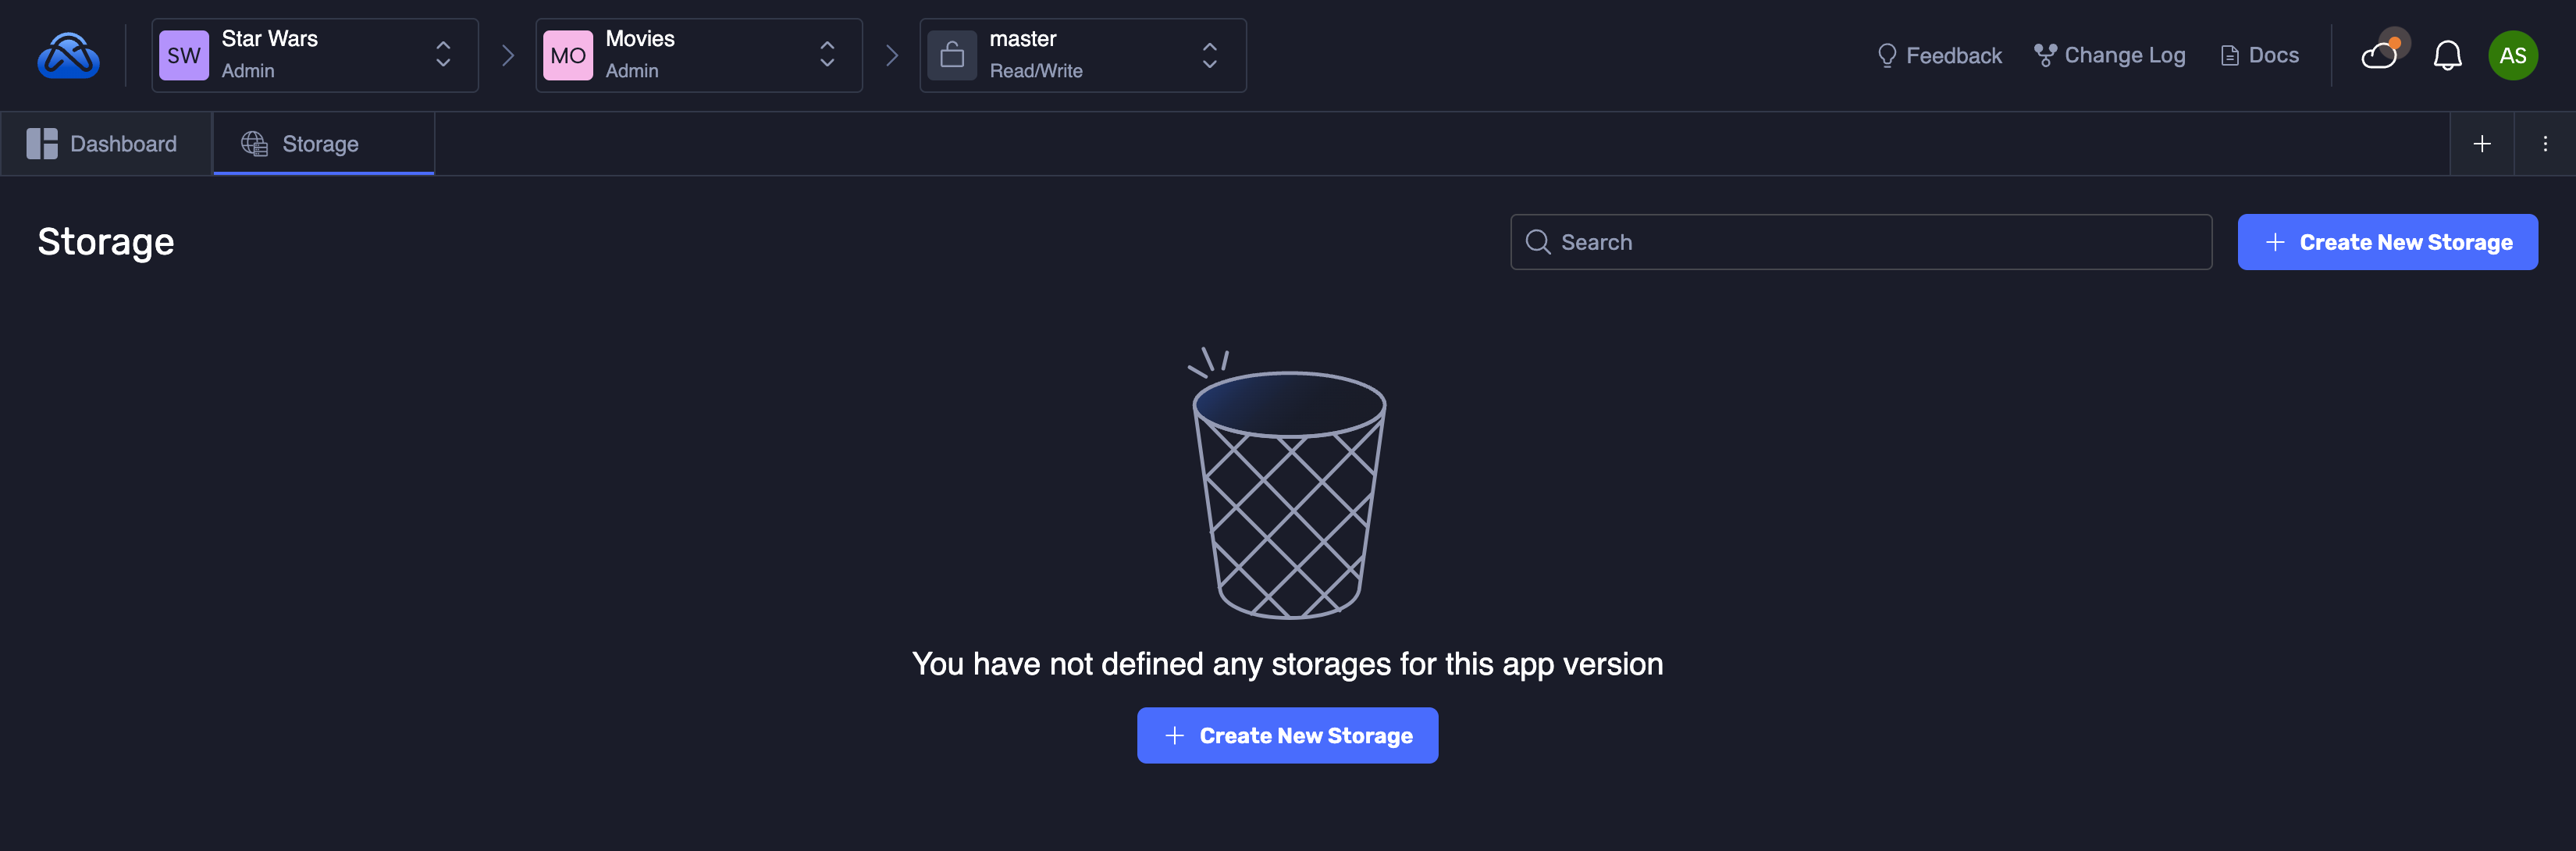 SW Star Wars
Admin
MO Movies
Admin
master
Read/Write
Feedback
Change Log
Docs
AS
Dashboard
Storage
Storage
Search
Create New Storage
You have not defined any storages for this app version
Create New Storage